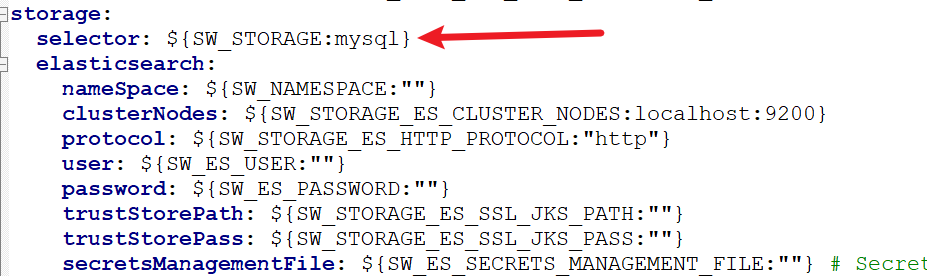 storage:
  selector: ${SW_STORAGE:mysql}
  elasticsearch:
    nameSpace: ${SW_NAMESPACE:""}
    clusterNodes: ${SW_STORAGE_ES_CLUSTER_NODES:localhost:9200}
    protocol: ${SW_STORAGE_ES_HTTP_PROTOCOL:"http"}
    user: ${SW_ES_USER:""}
    password: ${SW_ES_PASSWORD:""}
    trustStorePath: ${SW_STORAGE_ES_SSL_JKS_PATH:""}
    trustStorePass: ${SW_STORAGE_ES_SSL_JKS_PASS:""}
    secretsManagementFile: ${SW_ES_SECRETS_MANAGEMENT_FILE:""} # Secret